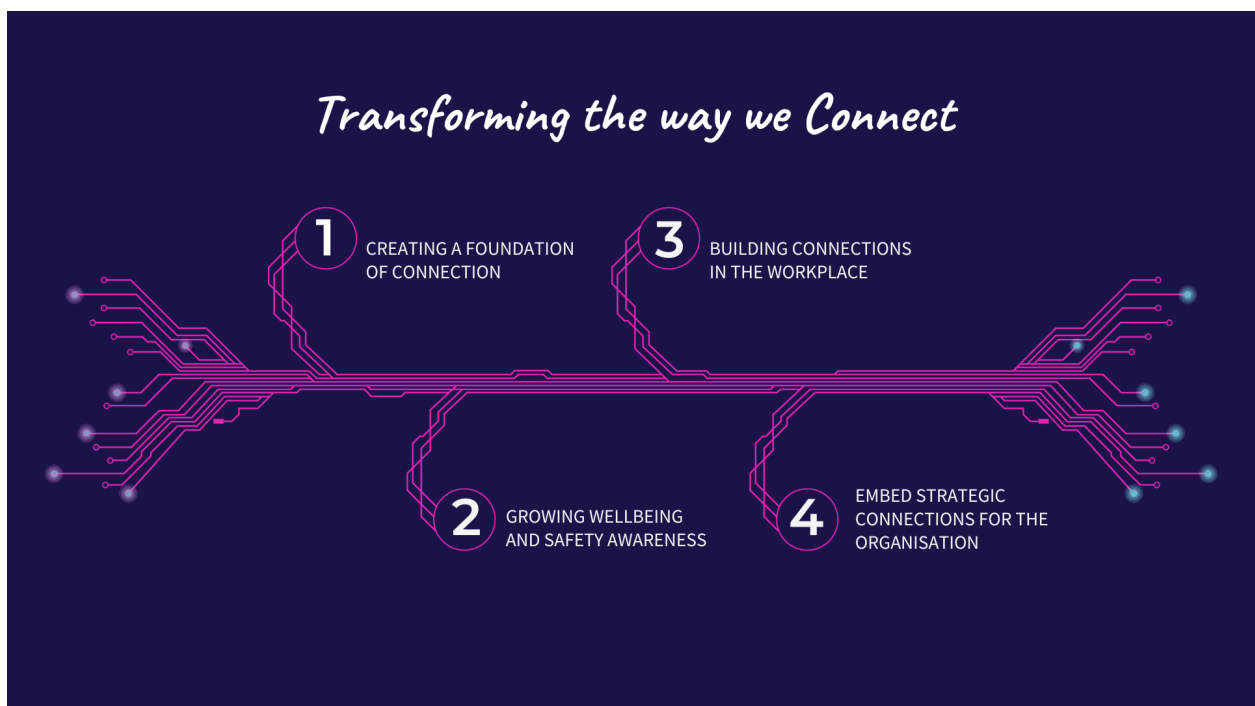 Transforming the way we Connect
1
CREATING A FOUNDATION
OF CONNECTION
2
GROWING WELLBEING
AND SAFETY AWARENESS
3
BUILDING CONNECTIONS
IN THE WORKPLACE
4
EMBED STRATEGIC
CONNECTIONS FOR THE
ORGANISATION